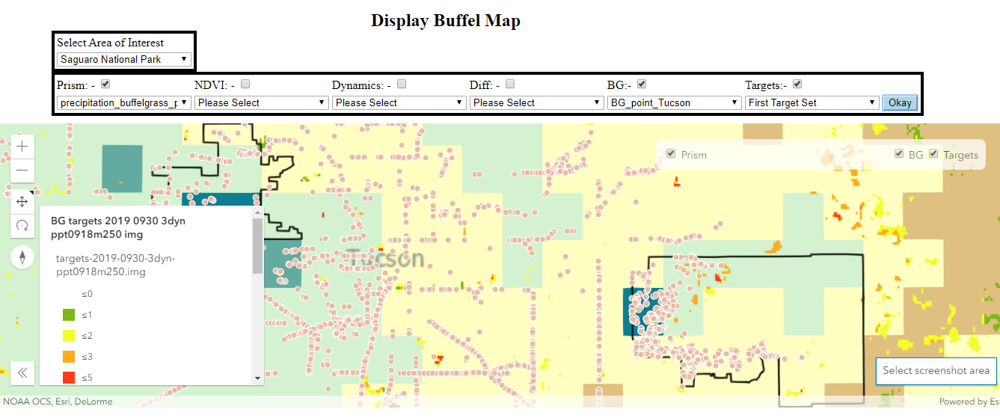 Display Buffel Map
Select Area of Interest
Saguaro National Park
Prism: - NDVI: - Dynamics: - Diff: - BG:- Targets:-
precipitation_buffelgrass_p Please Select Please Select Please Select BG_point_Tucson First Target Set Okay
Prism BG Targets
BG targets 2019 0930 3dyn
ppt0918m250 img
targets-2019-0930-3dyn-
ppt0918m250.img
Tucson
≤0
≤1
≤2
≤3
≤5
Select screenshot area
NOAA OCS, Esri, DeLorme Powered by Es